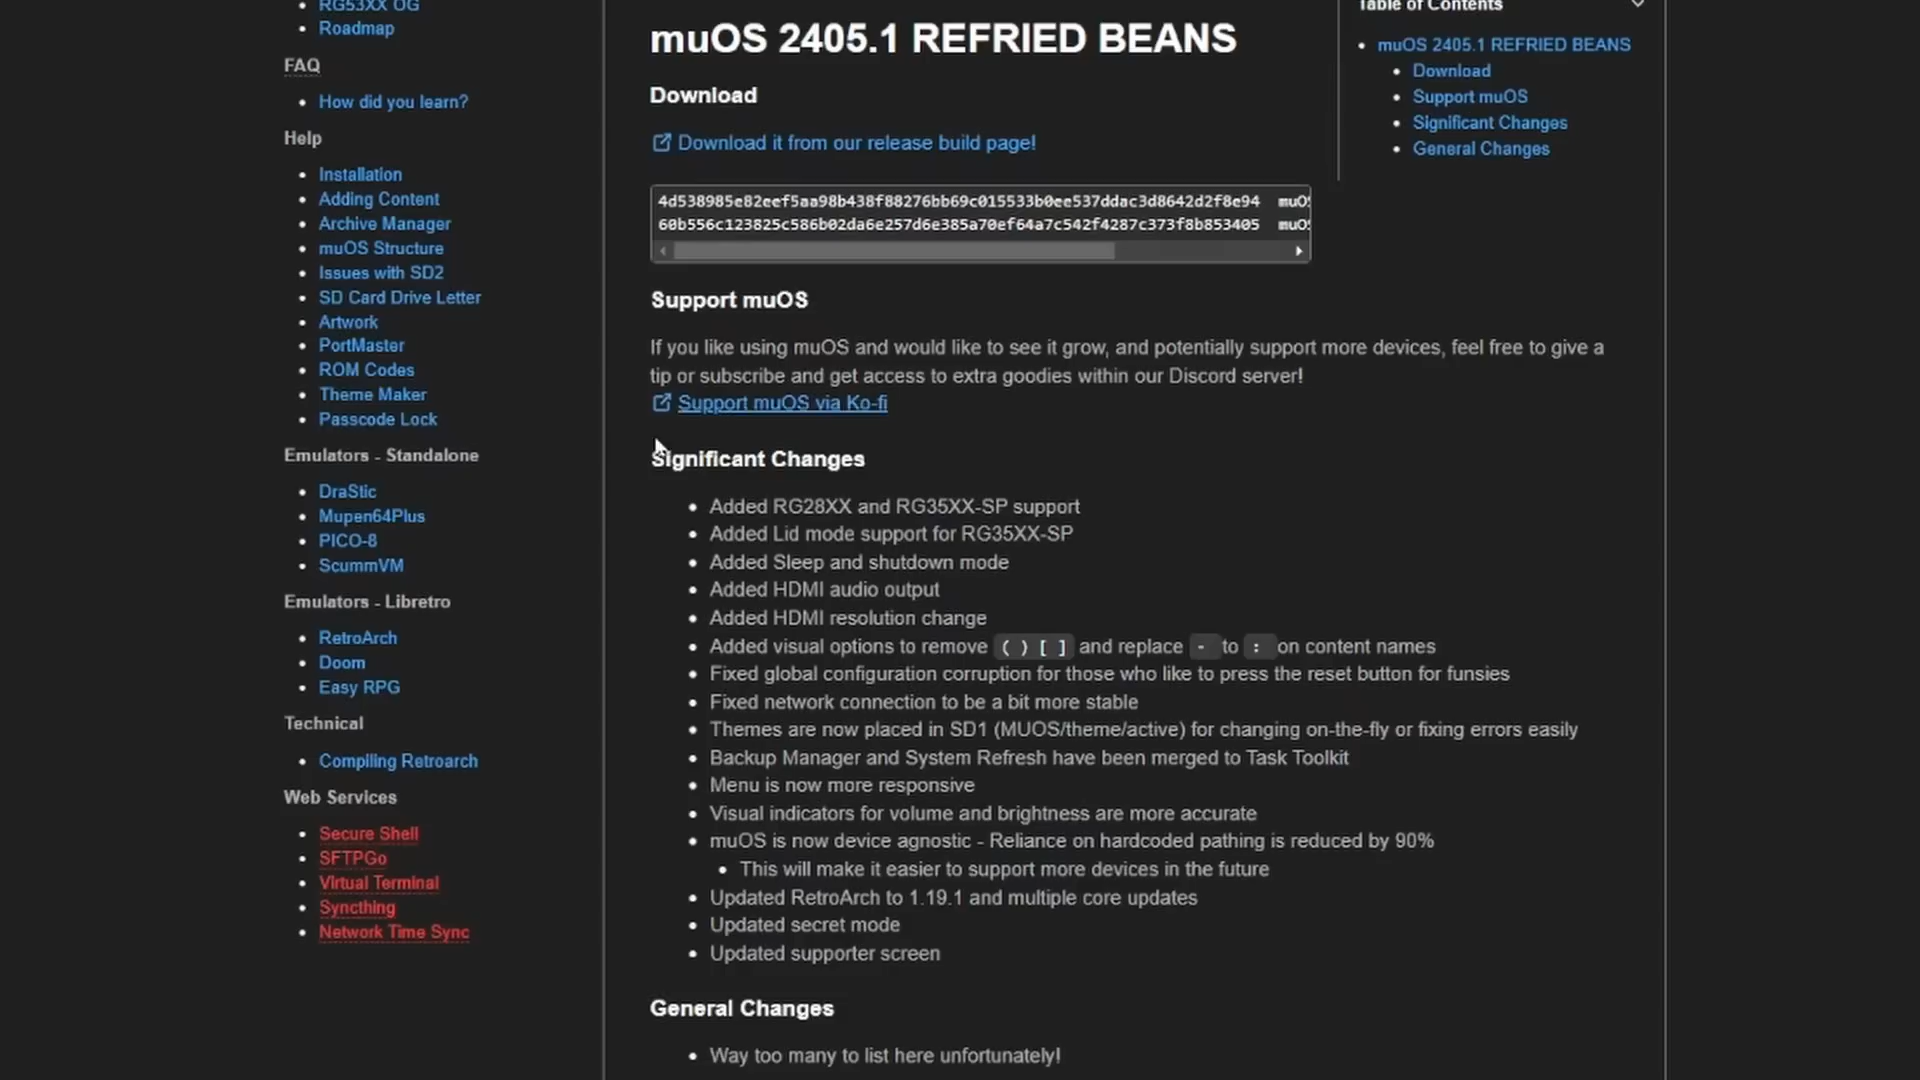 RG53XX OG
Roadmap
FAQ
How did you learn?
Help
Installation
Adding Content
Archive Manager
muOS Structure
Issues with SD2
SD Card Drive Letter
Artwork
PortMaster
ROM Codes
Theme Maker
Passcode Lock
Emulators - Standalone
DraStic
Mupen64Plus
PICO-8
ScummVM
Emulators - Libretro
RetroArch
Doom
Easy RPG
Technical
Compiling Retroarch
Web Services
Secure Shell
SFTPGo
Virtual Terminal
Syncthing
Network Time Sync
muOS 2405.1 REFRIED BEANS
Download
Download it from our release build page!
4d538985e82eef5aa98b438f88276bb69c015533b0ee537ddac3d8642d2f8e94 muOS
60b556c123825c586b02da6e257d6e385a70ef64a7c542f4287c373f8b853405 muOS
Support muOS
If you like using muOS and would like to see it grow, and potentially support more devices, feel free to give a
tip or subscribe and get access to extra goodies within our Discord server!
Support muOS via Ko-fi
Significant Changes
Added RG28XX and RG35XX-SP support
Added Lid mode support for RG35XX-SP
Added Sleep and shutdown mode
Added HDMI audio output
Added HDMI resolution change
Added visual options to remove ( ) [ ] and replace - to : on content names
Fixed global configuration corruption for those who like to press the reset button for funsies
Fixed network connection to be a bit more stable
Themes are now placed in SD1 (MUOS/theme/active) for changing on-the-fly or fixing errors easily
Backup Manager and System Refresh have been merged to Task Toolkit
Menu is now more responsive
Visual indicators for volume and brightness are more accurate
muOS is now device agnostic - Reliance on hardcoded pathing is reduced by 90%
This will make it easier to support more devices in the future
Updated RetroArch to 1.19.1 and multiple core updates
Updated secret mode
Updated supporter screen
General Changes
Way too many to list here unfortunately!
Table of Contents
muOS 2405.1 REFRIED BEANS
Download
Support muOS
Significant Changes
General Changes